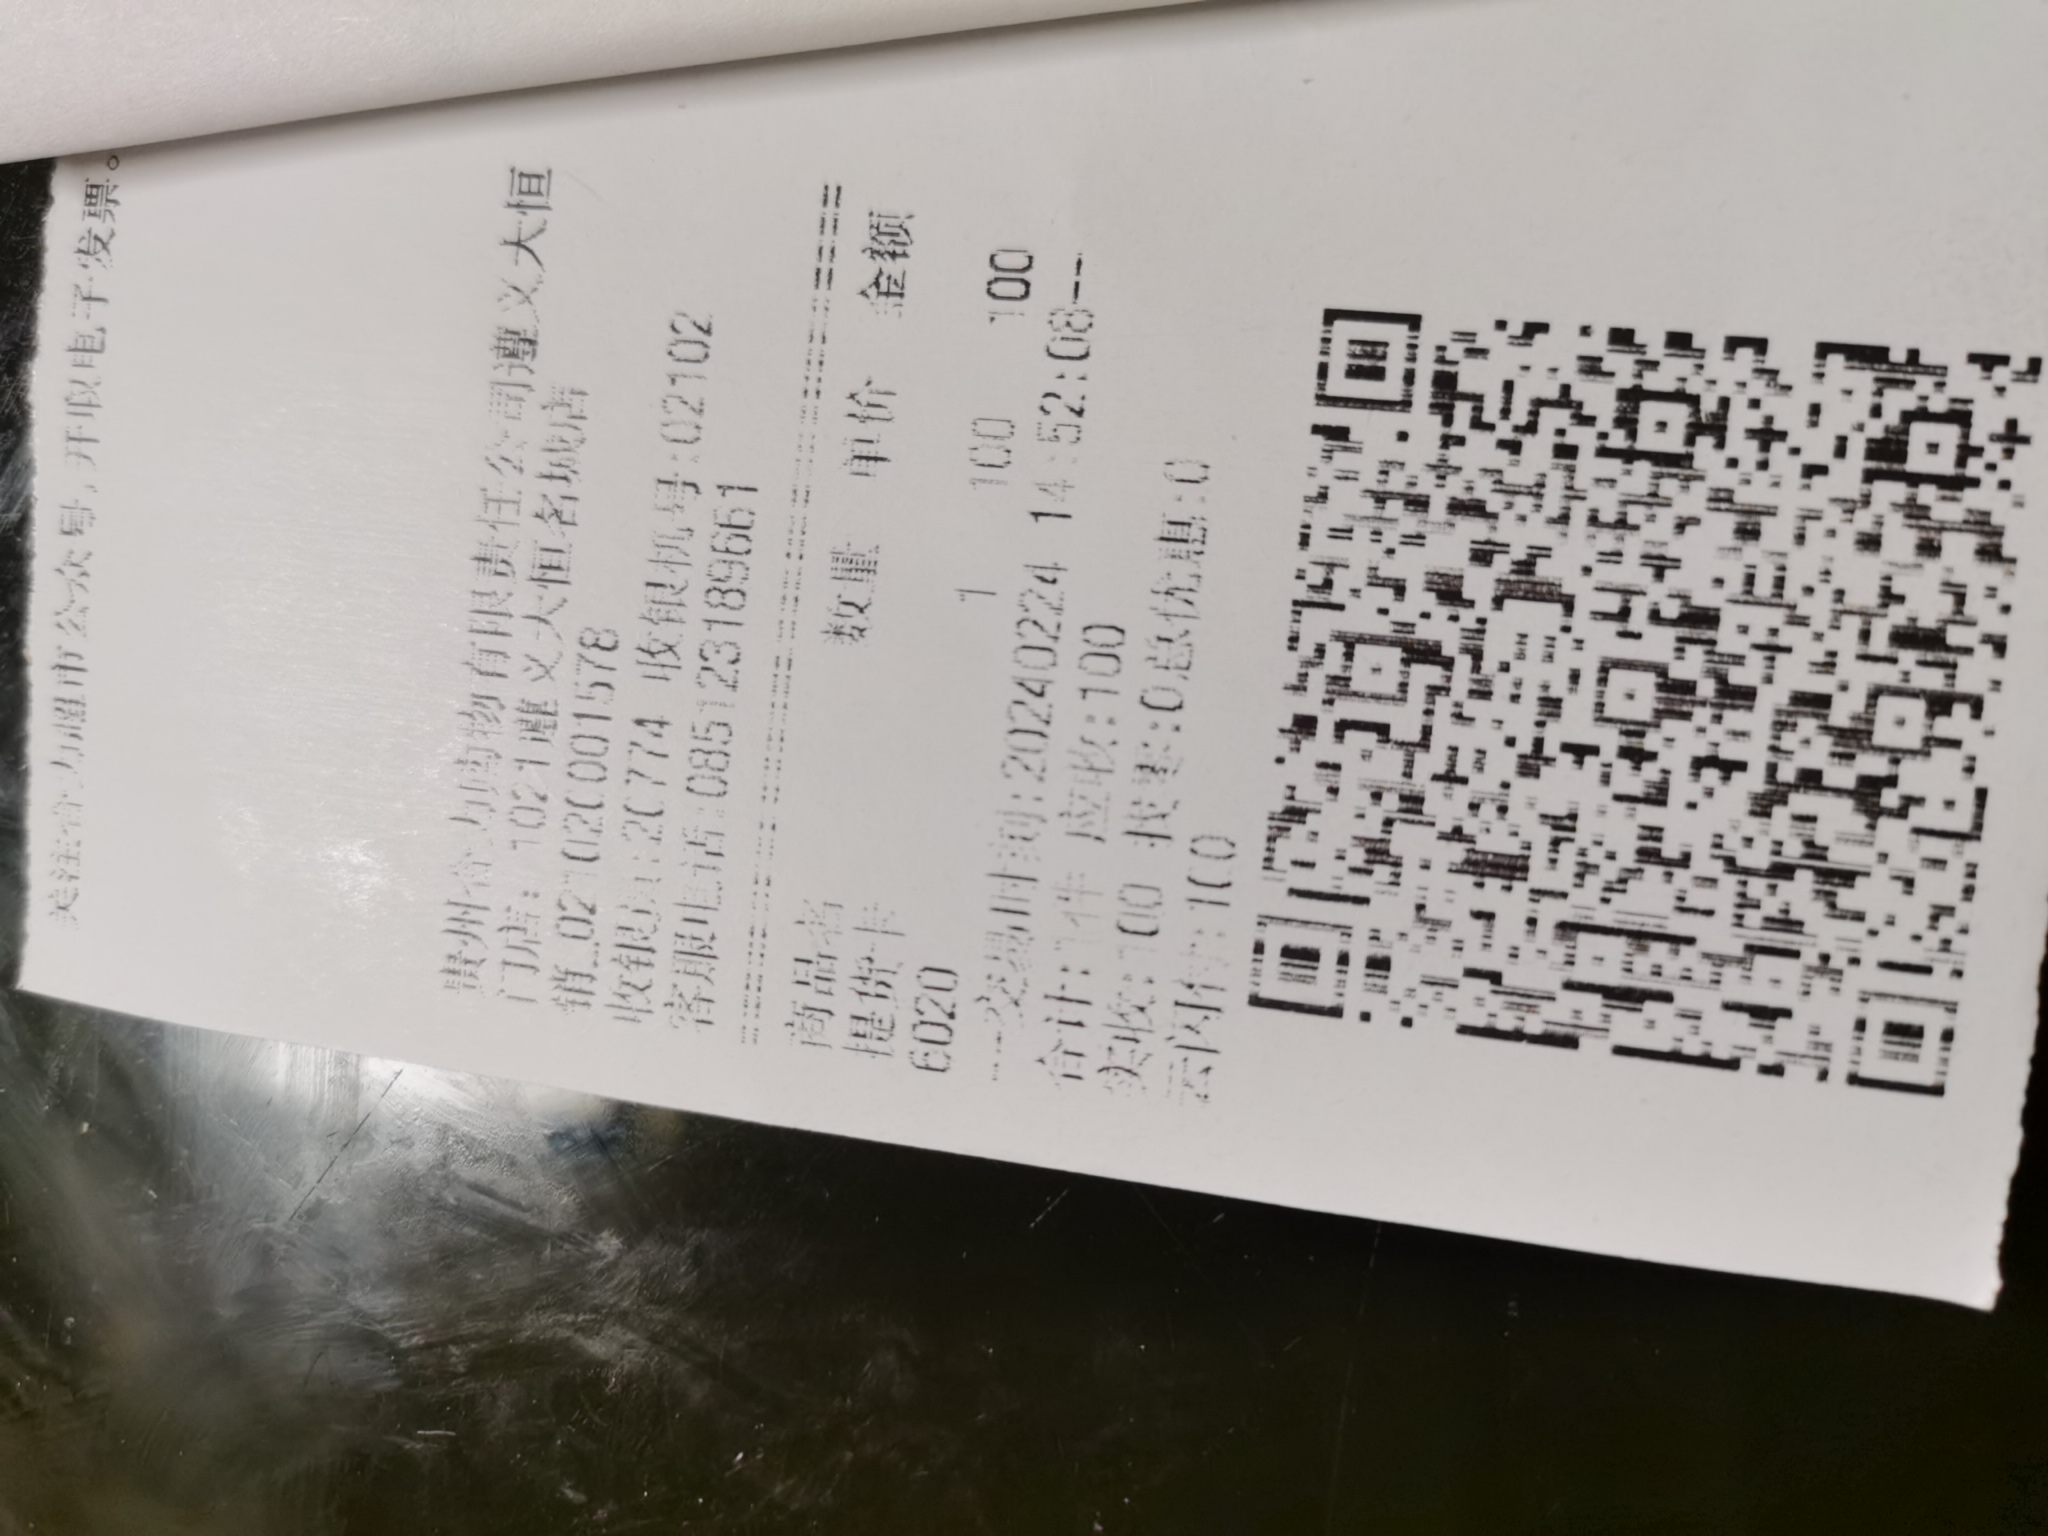 关注合力超市公众号，开取电子发票。
贵州合力购物有限责任公司遵义大恒
门店：1021遵义大恒名城店
销_02102C001578
收银员:20774 收银机号:02102
客服电话:085123189661
商品名 数量 单价 金额
提货卡
6020 1 100 100
---交易时间:20240224 14:52:08---
合计:1件 应收:100
实收:100 找零:0总优惠:0
云闪付:100